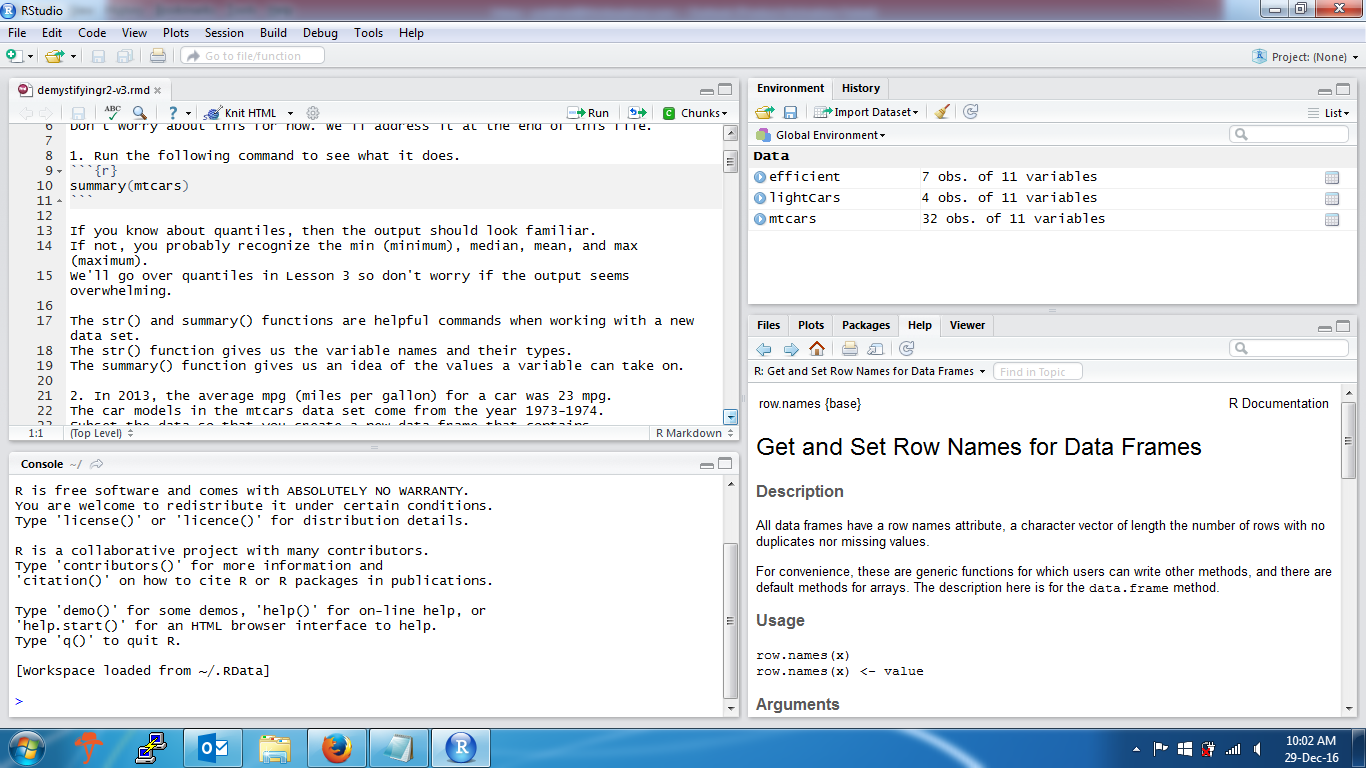 RStudio
File Edit Code View Plots Session Build Debug Tools Help
Go to file/function
Project: (None)
demystifyingr2-v3.rmd
ABC
? Knit HTML Run Chunks
6 Don't worry about this for now. We'll address it at the end of this file.
7
8 1. Run the following command to see what it does.
9 ```{r}
10 summary(mtcars)
11 ```
12
13 If you know about quantiles, then the output should look familiar.
14 If not, you probably recognize the min (minimum), median, mean, and max
(maximum).
15 We'll go over quantiles in Lesson 3 so don't worry if the output seems
overwhelming.
16
17 The str() and summary() functions are helpful commands when working with a new
data set.
18 The str() function gives us the variable names and their types.
19 The summary() function gives us an idea of the values a variable can take on.
20
21 2. In 2013, the average mpg (miles per gallon) for a car was 23 mpg.
22 The car models in the mtcars data set come from the year 1973-1974.
23 Subset the data so that you create a new data frame that contains
1:1 (Top Level) R Markdown
Console ~/
R is free software and comes with ABSOLUTELY NO WARRANTY.
You are welcome to redistribute it under certain conditions.
Type 'license()' or 'licence()' for distribution details.
R is a collaborative project with many contributors.
Type 'contributors()' for more information and
'citation()' on how to cite R or R packages in publications.
Type 'demo()' for some demos, 'help()' for on-line help, or
'help.start()' for an HTML browser interface to help.
Type 'q()' to quit R.
[Workspace loaded from ~/.RData]
>
Environment History
Import Dataset List
Global Environment
Data
efficient 7 obs. of 11 variables
lightCars 4 obs. of 11 variables
mtcars 32 obs. of 11 variables
Files Plots Packages Help Viewer
R: Get and Set Row Names for Data Frames Find in Topic
row.names {base} R Documentation
Get and Set Row Names for Data Frames
Description
All data frames have a row names attribute, a character vector of length the number of rows with no
duplicates nor missing values.
For convenience, these are generic functions for which users can write other methods, and there are
default methods for arrays. The description here is for the data.frame method.
Usage
row.names(x)
row.names(x) <- value
Arguments
10:02 AM
29-Dec-16